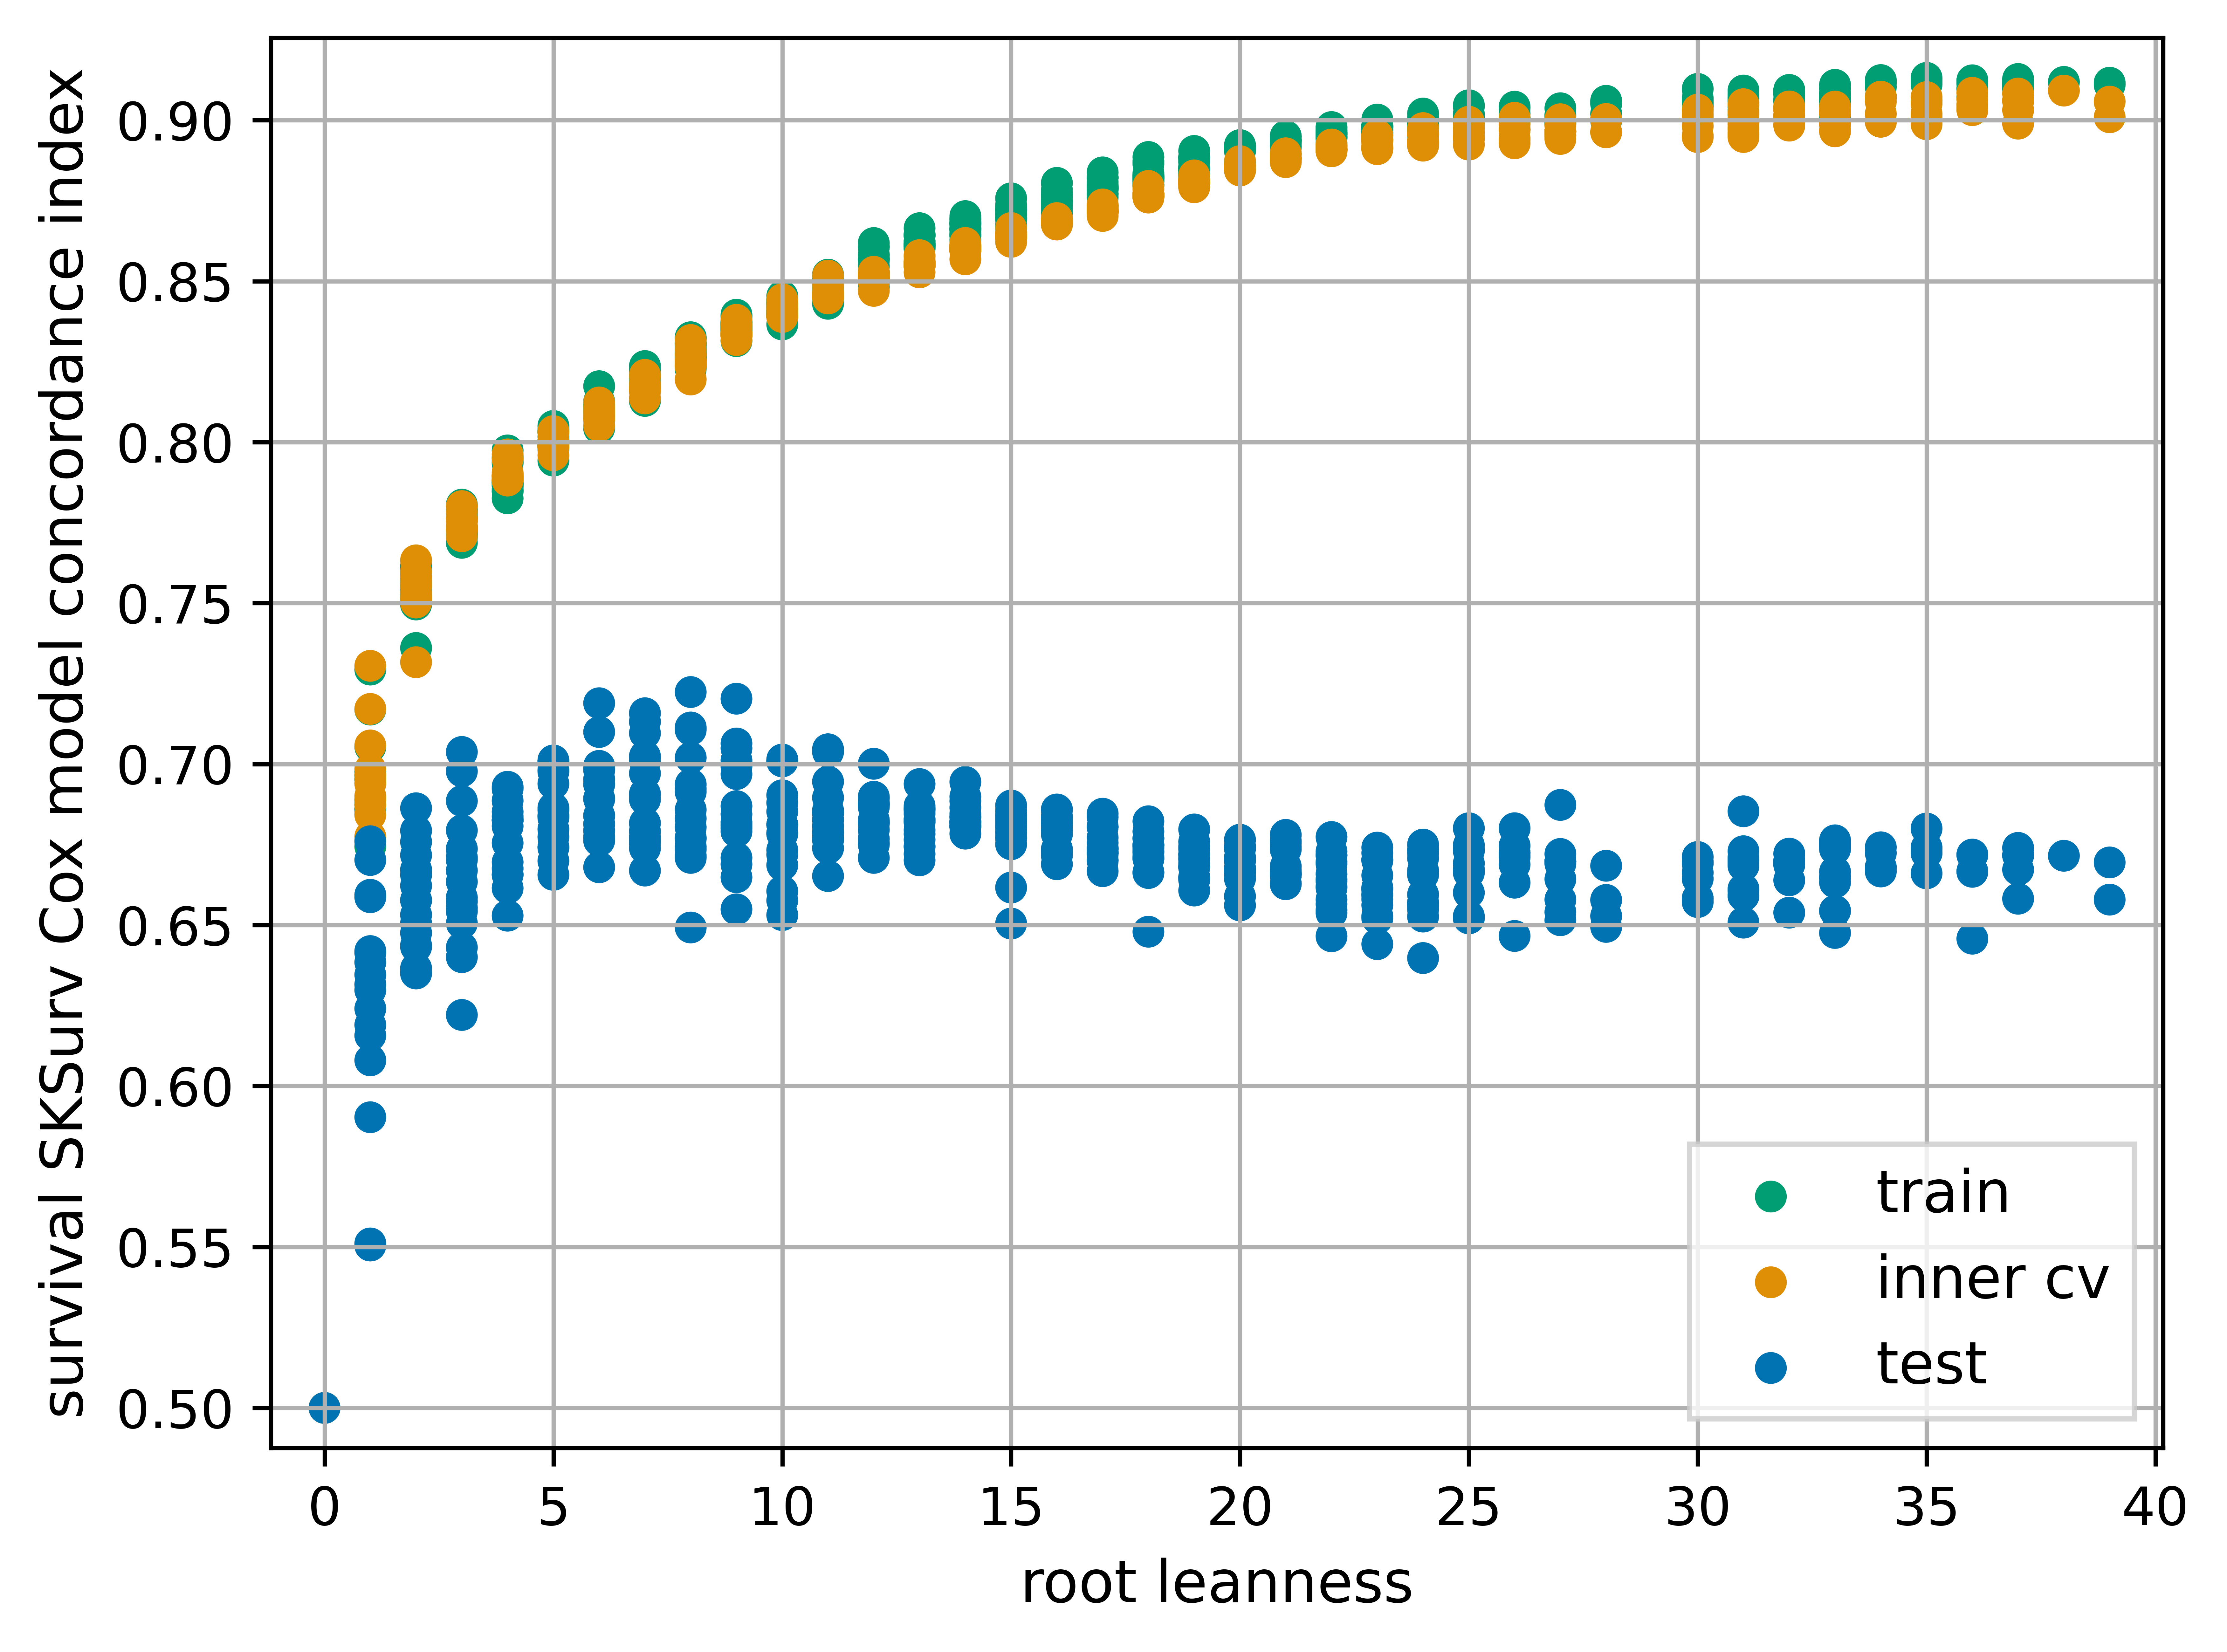 survival SKSurv Cox model concordance index
0.90
0.85
0.80
0.75
0.70
0.65
0.60
0.55
0.50
0 5 10 15 20 25 30 35 40
root leanness
train
inner cv
test